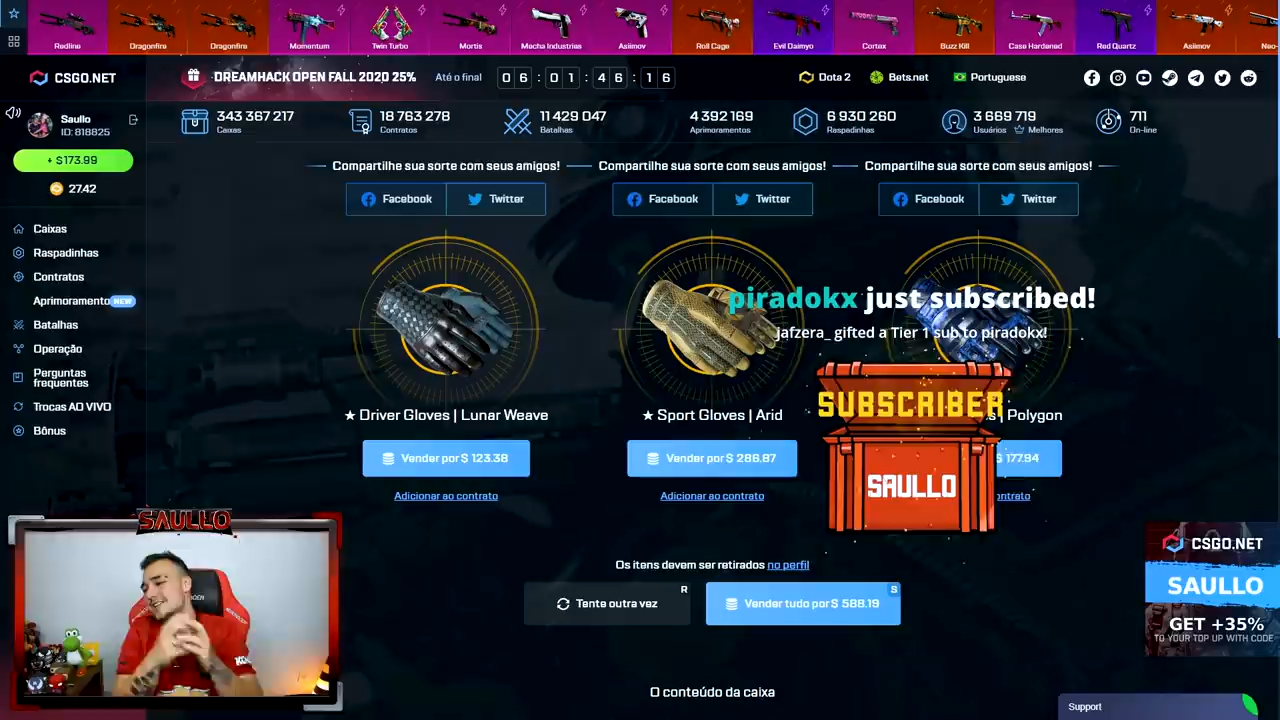 Redline
Dragonfire
Dragonfire
Momentum
Twin Turbo
Mortis
Mecha Industries
Asiimov
Roll Cage
Evil Daimyo
Cortex
Buzz Kill
Case Hardened
Red Quartz
Asiimov
Neo-
CSGO.NET
DREAMHACK OPEN FALL 2020 25%
Até o final
06:01:46:16
Dota 2
Bets.net
Portuguese
Saullo
ID: 818825
343 367 217
Caixas
18 763 278
Contratos
11 429 047
Batalhas
4 392 169
Aprimoramentos
6 930 260
Raspadinhas
3 669 719
Usuários
Melhores
711
On-line
+ $173.99
27.42
Caixas
Raspadinhas
Contratos
Aprimoramento NEW
Batalhas
Operação
Perguntas
frequentes
Trocas AO VIVO
Bônus
Compartilhe sua sorte com seus amigos!
Compartilhe sua sorte com seus amigos!
Compartilhe sua sorte com seus amigos!
Facebook
Twitter
Facebook
Twitter
Facebook
Twitter
piradokx just subscribed!
jafzera_ gifted a Tier 1 sub to piradokx!
SUBSCRIBER
SAULLO
★ Driver Gloves | Lunar Weave
★ Sport Gloves | Arid
s | Polygon
Vender por $ 123.38
Vender por $ 286.87
$ 177.94
Adicionar ao contrato
Adicionar ao contrato
ontrato
Os itens devem ser retirados no perfil
Tente outra vez
R
Vender tudo por $ 588.19
S
O conteúdo da caixa
SAULLO
CSGO.NET
SAULLO
GET +35%
TO YOUR TOP UP WITH CODE
Support